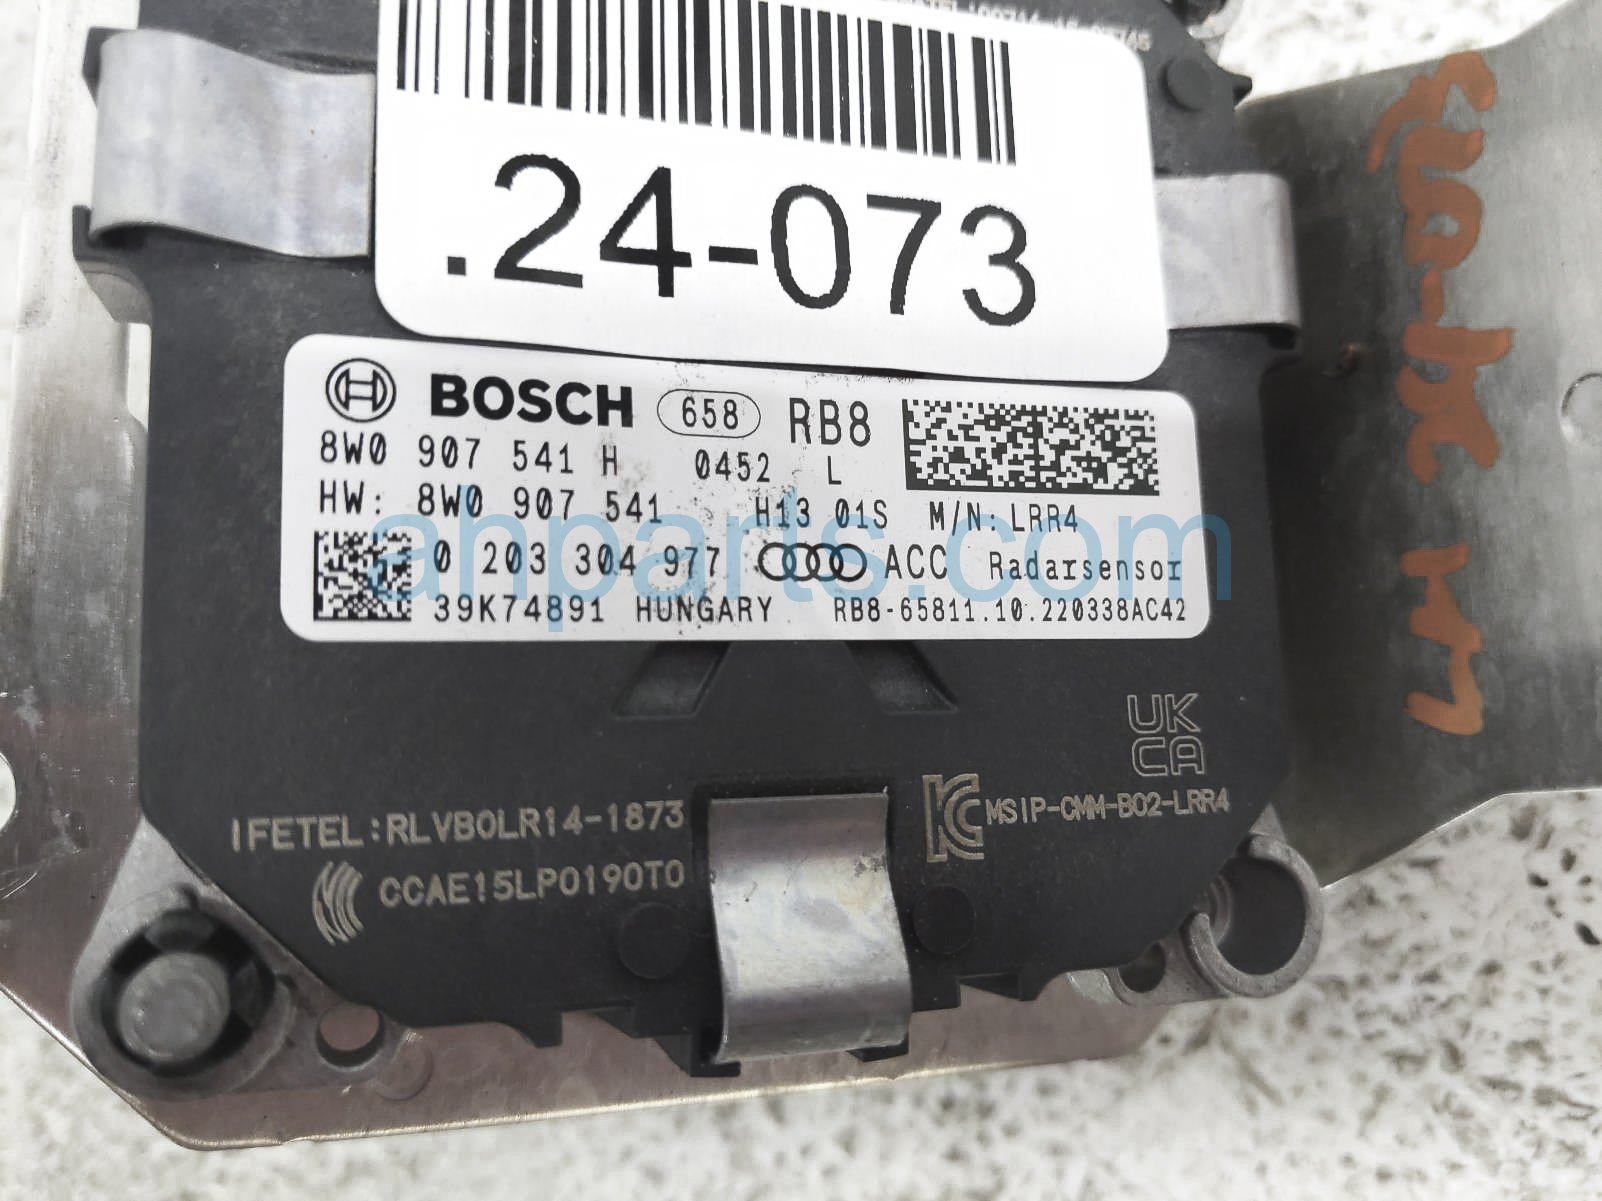 .24-073
BOSCH 658 RB8
8W0 907 541 H 0452 L
HW: 8W0 907 541 H13 01S M/N: LRR4
0 203 304 977 ACC Radarsensor
39K74891 HUNGARY RB8-65811.10.220338AC42
ahparts.com
UK
CA
IFETEL:RLVBOLR14-1873
KC MSIP-CMM-BO2-LRR4
CCAE15LP0190T0